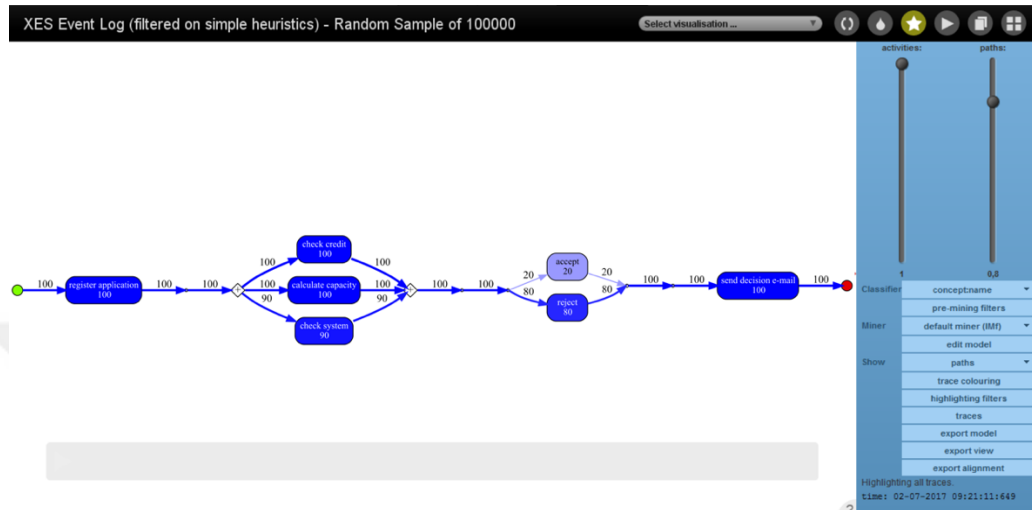 XES Event Log (filtered on simple heuristics) - Random Sample of 100000
Select visualisation ...
activities: paths:
check credit
100
100 100
100 register application 100 100 100 calculate capacity 100 100 100
100 100
90 90
check system
90
accept
20
20 20
80 80
reject
80
100 100 send decision e-mail 100
100
1 0,8
Classifier concept:name
pre-mining filters
Miner default miner (IMf)
edit model
Show paths
trace colouring
highlighting filters
traces
export model
export view
export alignment
Highlighting all traces.
time: 02-07-2017 09:21:11:649